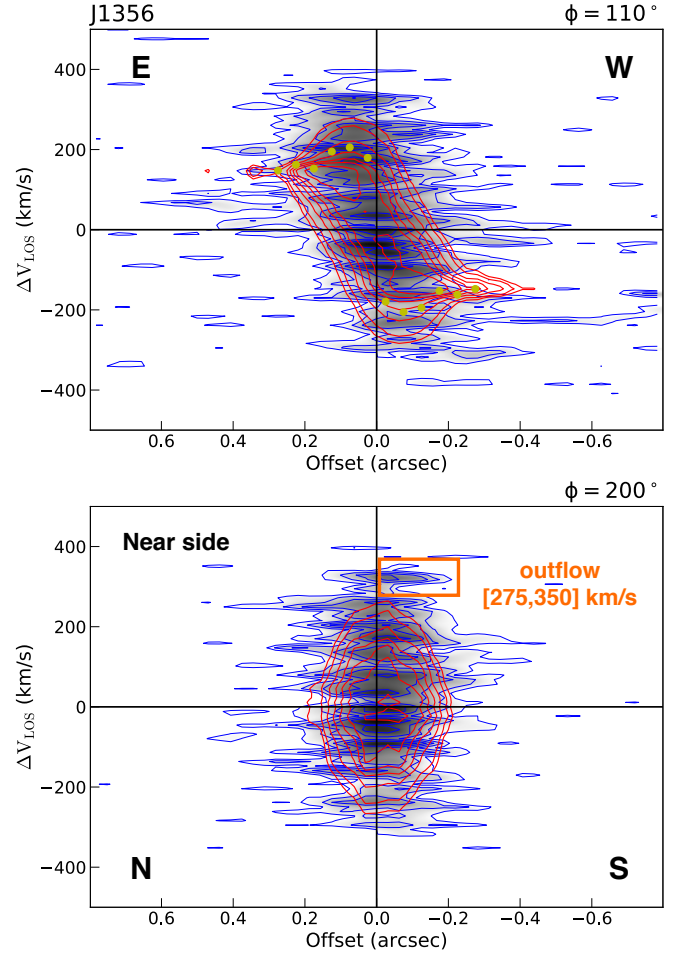 J1356 ϕ = 110°
E W
400
200
0
−200
−400
ΔV_LOS (km/s)
0.6 0.4 0.2 0.0 −0.2 −0.4 −0.6
Offset (arcsec)
ϕ = 200°
Near side
outflow
[275,350] km/s
400
200
0
−200
−400
ΔV_LOS (km/s)
N S
0.6 0.4 0.2 0.0 −0.2 −0.4 −0.6
Offset (arcsec)